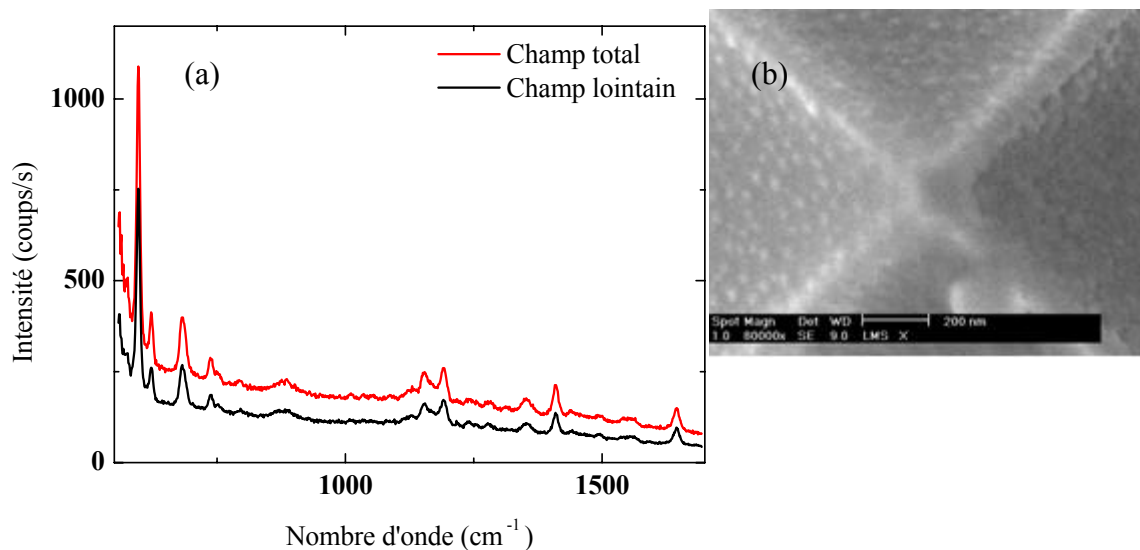 (a)
Champ total
Champ lointain
1000
500
0
Intensité (coups/s)
1000
1500
Nombre d'onde (cm⁻¹)
(b)
Spot Magn Det WD 200 nm
1.0 60000x SE 9.0 LMS X